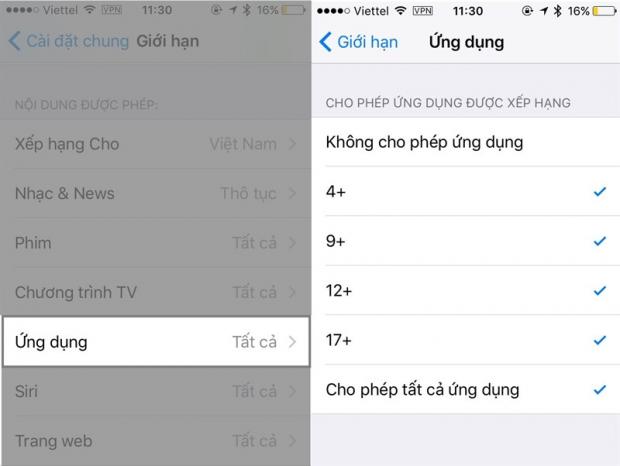 Viettel VPN 11:30 16%
Cài đặt chung Giới hạn
NỘI DUNG ĐƯỢC PHÉP:
Xếp hạng Cho Việt Nam
Nhạc & News Thô tục
Phim Tất cả
Chương trình TV Tất cả
Ứng dụng Tất cả
Siri Tất cả
Trang web Tất cả
Viettel VPN 11:30 16%
Giới hạn Ứng dụng
CHO PHÉP ỨNG DỤNG ĐƯỢC XẾP HẠNG
Không cho phép ứng dụng
4+
9+
12+
17+
Cho phép tất cả ứng dụng